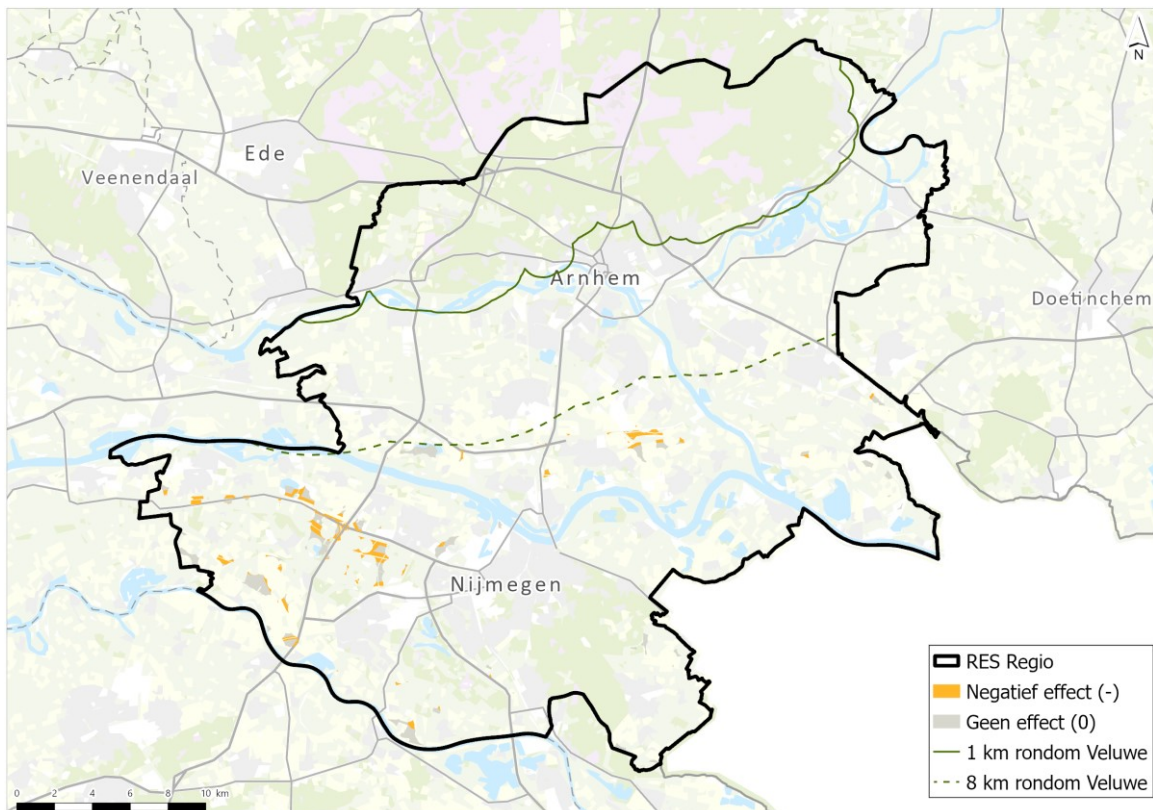 N
Ede
Veenendaal
Arnhem
Doetinchem
Nijmegen
RES Regio
Negatief effect (-)
Geen effect (0)
1 km rondom Veluwe
8 km rondom Veluwe
0 2 4 6 8 10 km